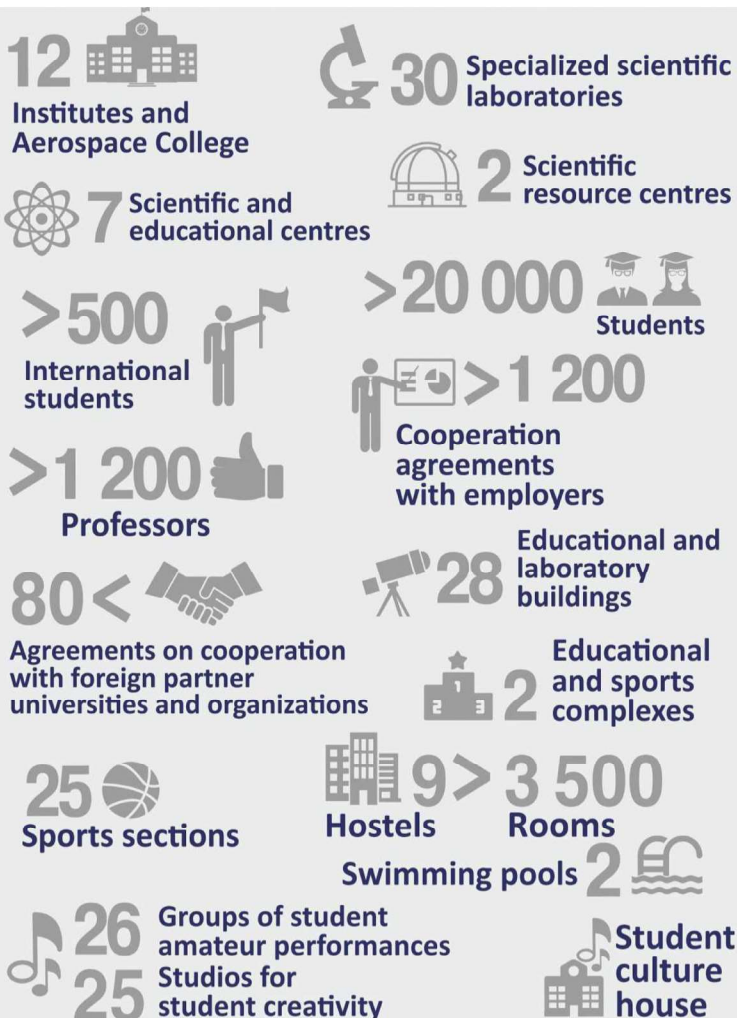 12
Institutes and
Aerospace College
30 Specialized scientific
laboratories
7 Scientific and
educational centres
2 Scientific
resource centres
>500
International
students
>20 000
Students
>1 200
Cooperation
agreements
with employers
>1 200
Professors
80<
Agreements on cooperation
with foreign partner
universities and organizations
28 Educational and
laboratory
buildings
1
2 3
2 Educational
and sports
complexes
25
Sports sections
9 > 3 500
Hostels Rooms
Swimming pools 2
26 Groups of student
amateur performances
25 Studios for
student creativity
Student
culture
house